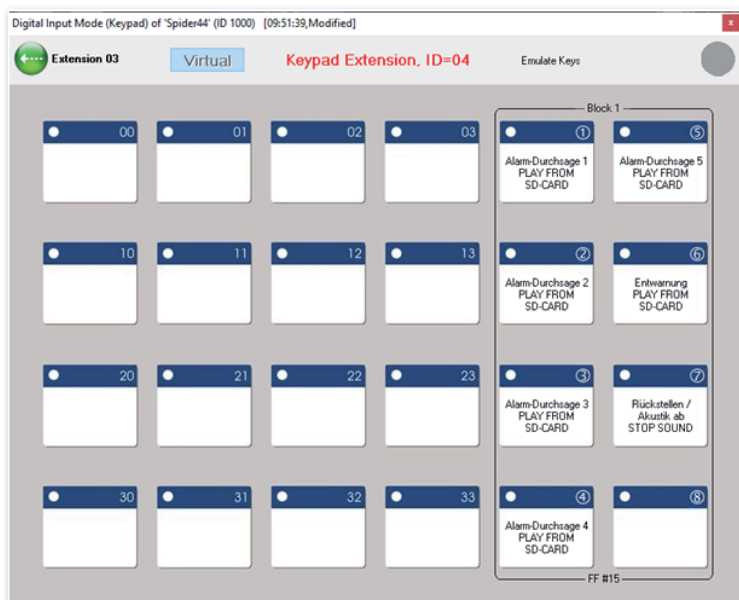 Digital Input Mode (Keypad) of 'Spider44' (ID 1000) [09:51:39,Modified]
x
Extension 03
Virtual
Keypad Extension, ID=04
Emulate Keys
Block 1
00
01
02
03
①
⑤
Alarm-Durchsage 1
PLAY FROM
SD-CARD
Alarm-Durchsage 5
PLAY FROM
SD-CARD
10
11
12
13
②
⑥
Alarm-Durchsage 2
PLAY FROM
SD-CARD
Entwarnung
PLAY FROM
SD-CARD
20
21
22
23
③
⑦
Alarm-Durchsage 3
PLAY FROM
SD-CARD
Rückstellen /
Akustik ab
STOP SOUND
30
31
32
33
④
⑧
Alarm-Durchsage 4
PLAY FROM
SD-CARD
FF #15